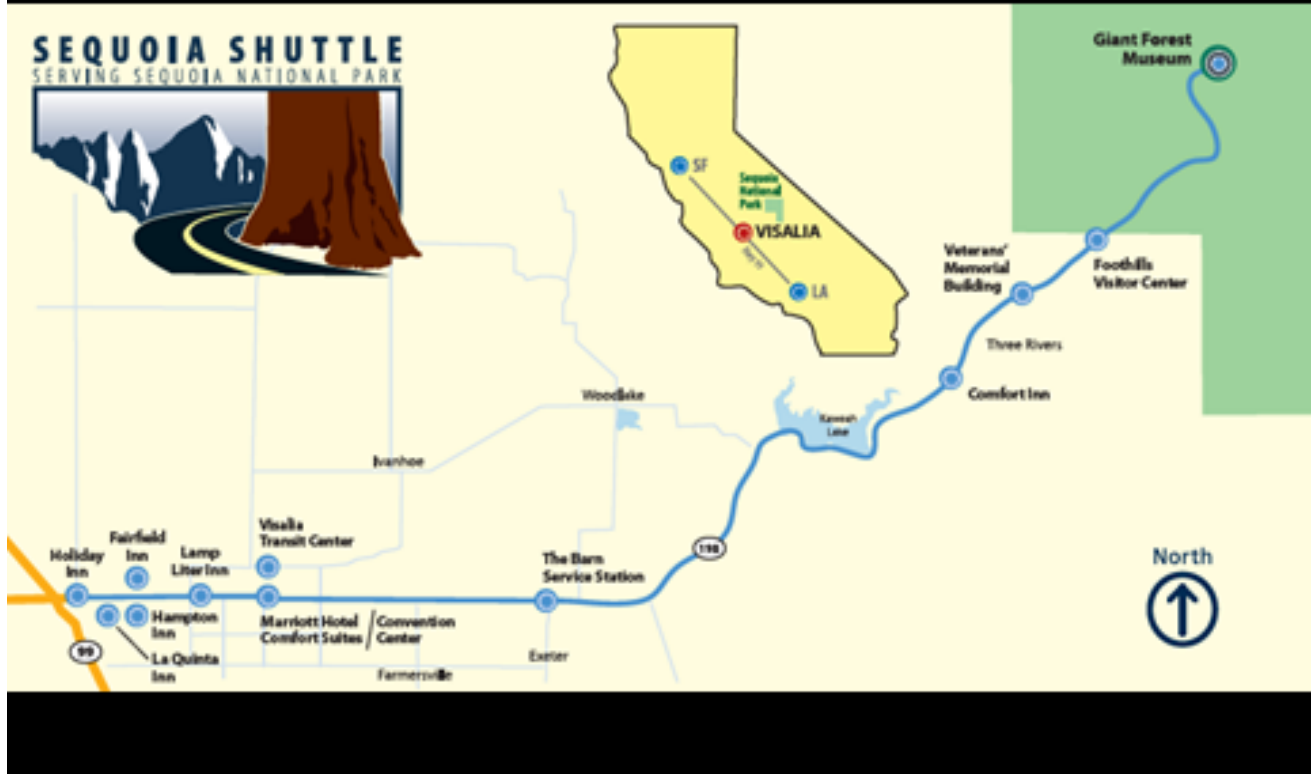 SEQUOIA SHUTTLE
SERVING SEQUOIA NATIONAL PARK
SF
Sequoia
National
Park
VISALIA
LA
Giant Forest
Museum
Veterans'
Memorial
Building
Foothills
Visitor Center
Three Rivers
Comfort Inn
Woodlake
Kaweah
Lake
Ivanhoe
198
Holiday
Inn
Fairfield
Inn
Lamp
Liter Inn
Visalia
Transit Center
The Barn
Service Station
Hampton
Inn
La Quinta
Inn
Marriott Hotel
Comfort Suites
/ Convention
Center
99
Farmersville
Exeter
North